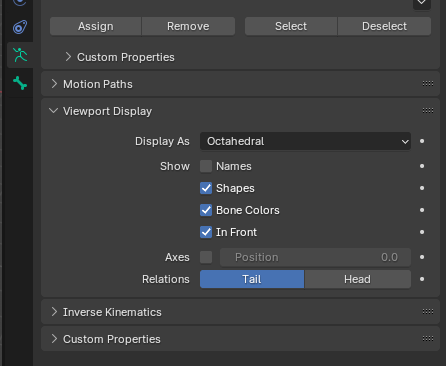 Assign Remove Select Deselect
Custom Properties
Motion Paths
Viewport Display
Display As Octahedral
Show Names
Shapes
Bone Colors
In Front
Axes Position 0.0
Relations Tail Head
Inverse Kinematics
Custom Properties